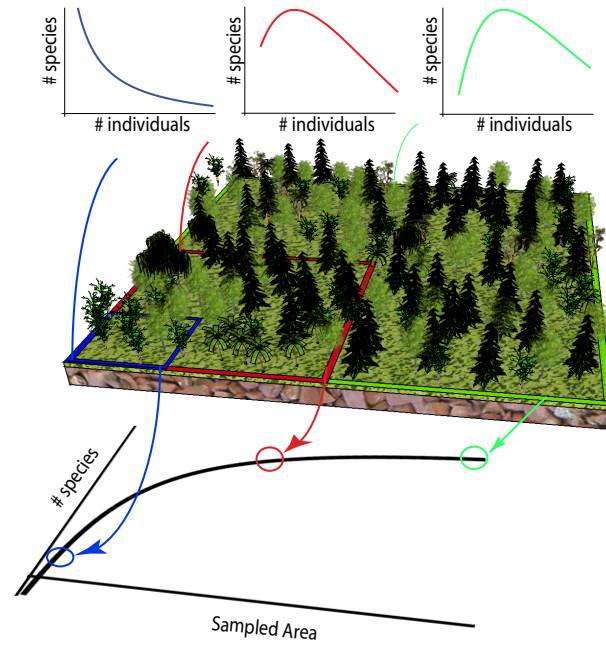 # species
# individuals
# species
# individuals
# species
# individuals
# species
Sampled Area